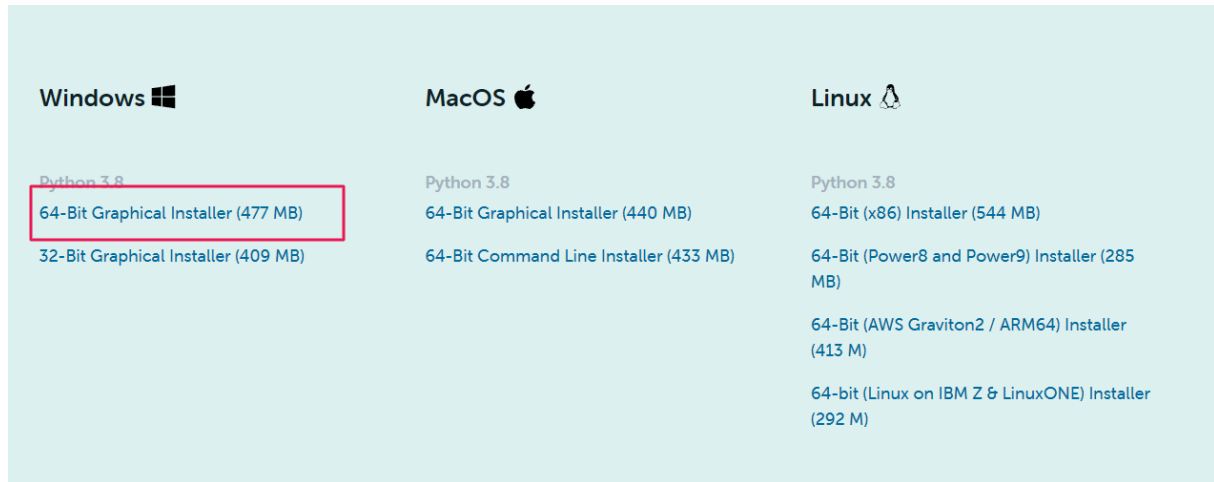 Windows
Python 3.8
64-Bit Graphical Installer (477 MB)
32-Bit Graphical Installer (409 MB)
MacOS
Python 3.8
64-Bit Graphical Installer (440 MB)
64-Bit Command Line Installer (433 MB)
Linux
Python 3.8
64-Bit (x86) Installer (544 MB)
64-Bit (Power8 and Power9) Installer (285
MB)
64-Bit (AWS Graviton2 / ARM64) Installer
(413 M)
64-bit (Linux on IBM Z & LinuxONE) Installer
(292 M)